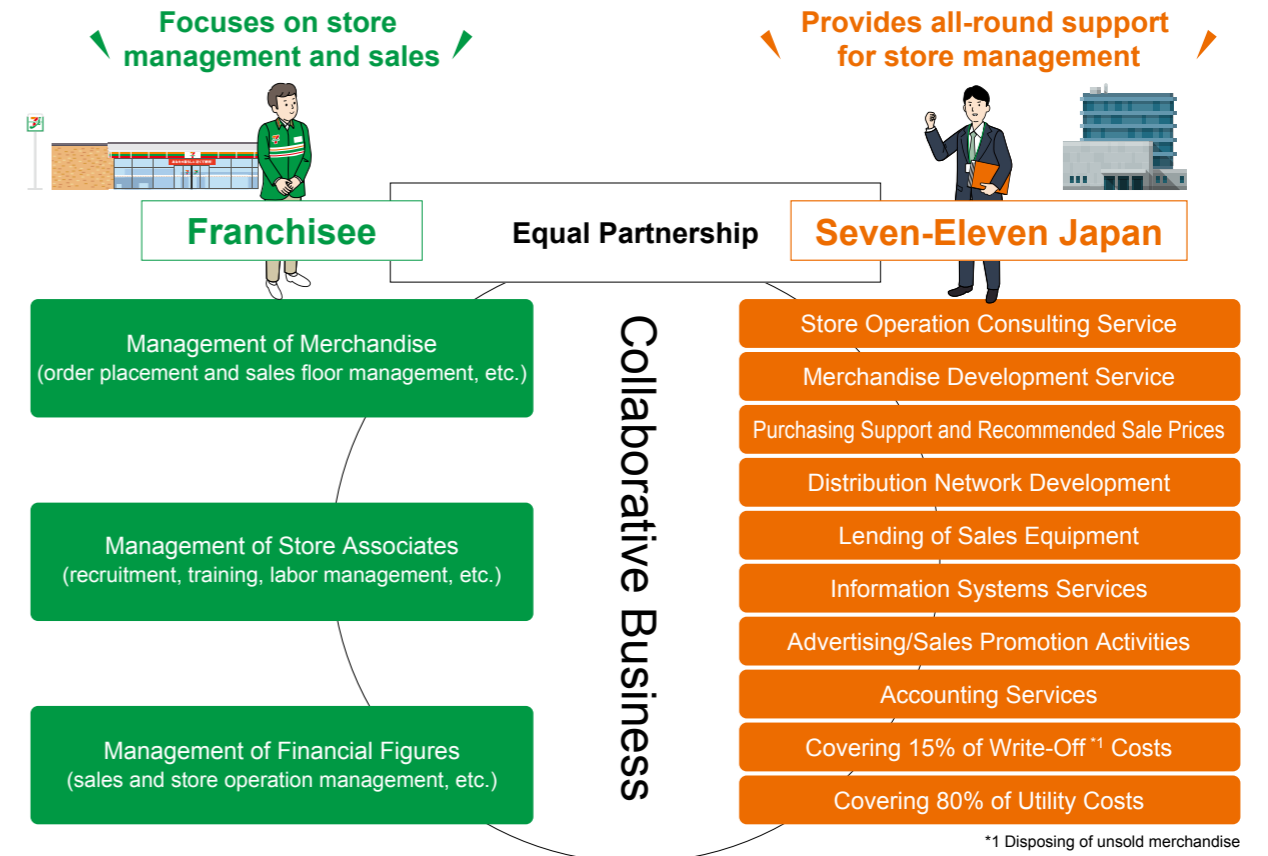 Focuses on store
management and sales
Provides all-round support
for store management
Franchisee
Equal Partnership
Seven-Eleven Japan
Collaborative Business
Management of Merchandise
(order placement and sales floor management, etc.)
Management of Store Associates
(recruitment, training, labor management, etc.)
Management of Financial Figures
(sales and store operation management, etc.)
Store Operation Consulting Service
Merchandise Development Service
Purchasing Support and Recommended Sale Prices
Distribution Network Development
Lending of Sales Equipment
Information Systems Services
Advertising/Sales Promotion Activities
Accounting Services
Covering 15% of Write-Off *1 Costs
Covering 80% of Utility Costs
*1 Disposing of unsold merchandise